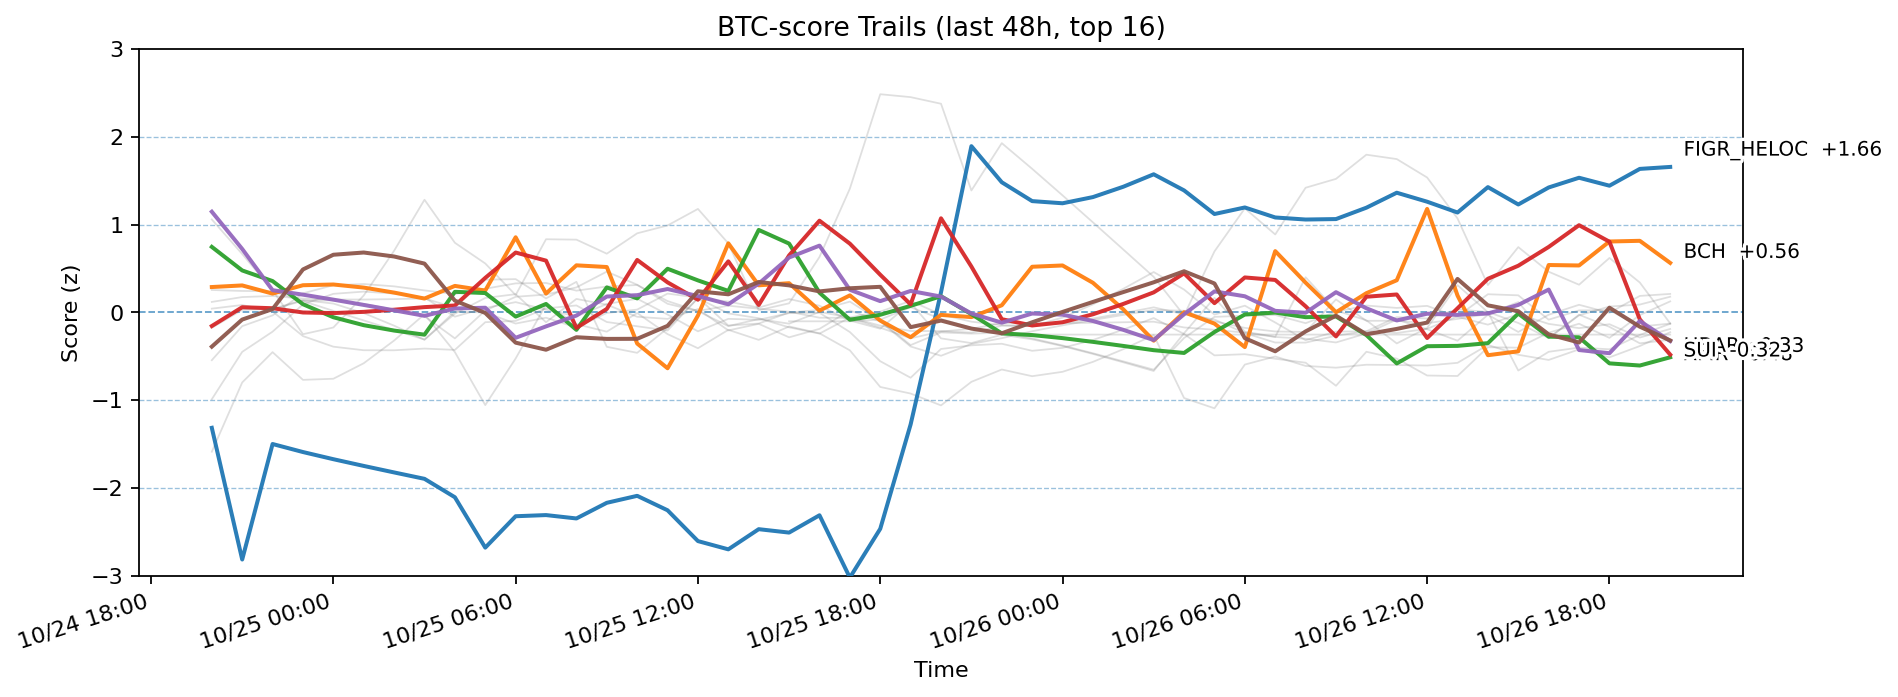 BTC-score Trails (last 48h, top 16)
Score (z)
3
2
1
0
−1
−2
−3
FIGR_HELOC +1.66
BCH +0.56
SUI
10/24 18:00
10/25 00:00
10/25 06:00
10/25 12:00
10/25 18:00
10/26 00:00
10/26 06:00
10/26 12:00
10/26 18:00
Time